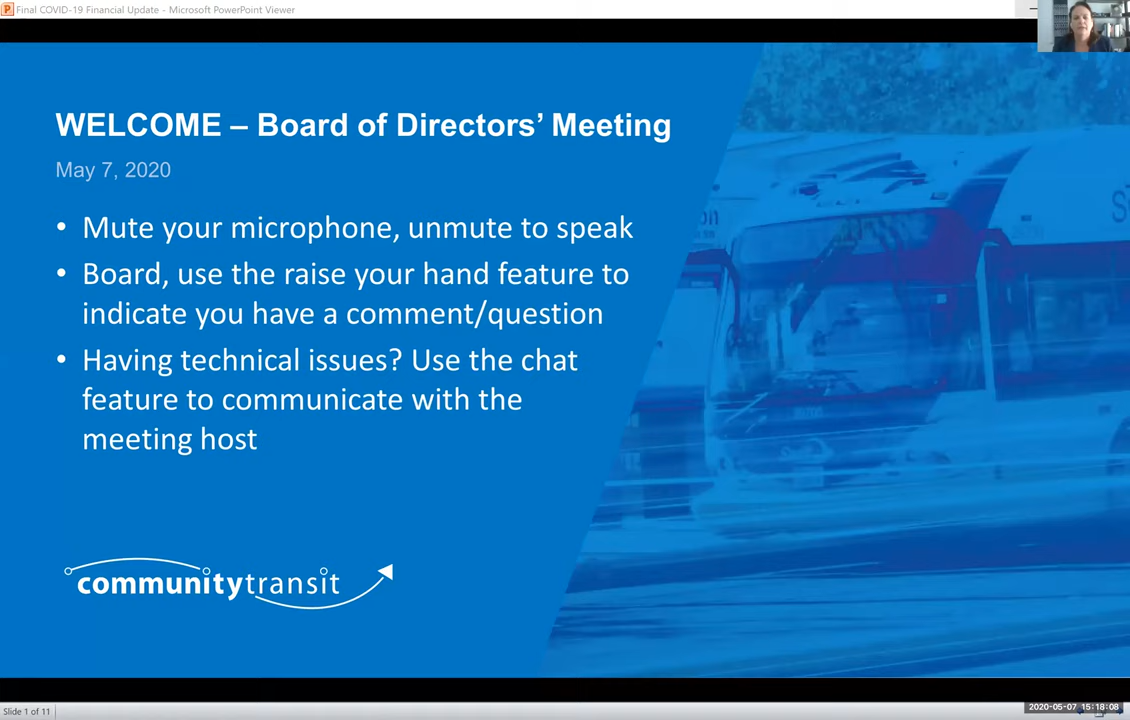 Final COVID-19 Financial Update - Microsoft PowerPoint Viewer
WELCOME – Board of Directors’ Meeting
May 7, 2020
• Mute your microphone, unmute to speak
• Board, use the raise your hand feature to
indicate you have a comment/question
• Having technical issues? Use the chat
feature to communicate with the
meeting host
communitytransit
Slide 1 of 11
2020-05-07 15:18:08